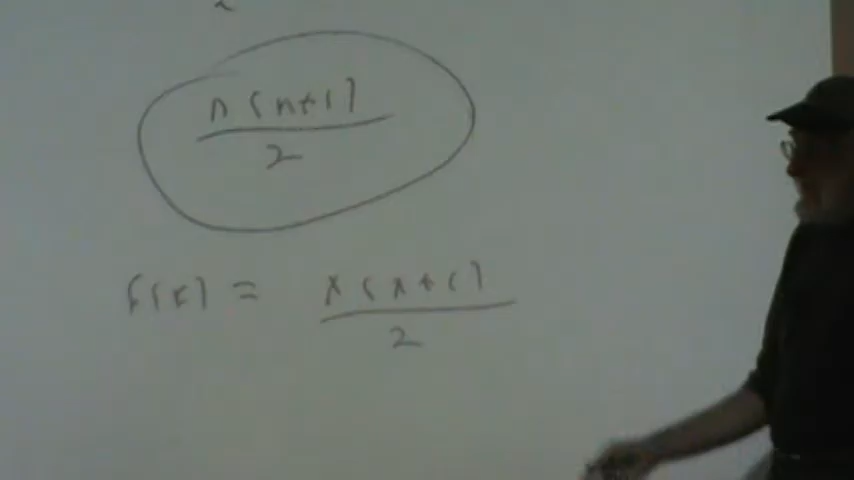 n(n+1)
2
f(x) = x(x+1)
2